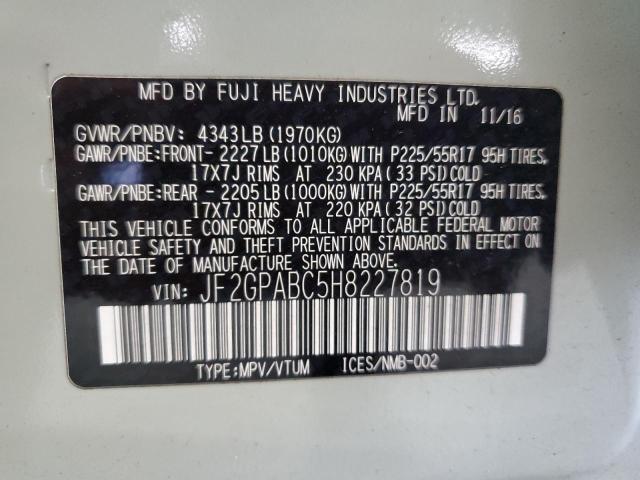 MFD BY FUJI HEAVY INDUSTRIES LTD.
MFD IN 11/16
GVWR/PNBV: 4343LB (1970KG)
GAWR/PNBE:FRONT- 2227LB (1010KG) WITH P225/55R17 95H TIRES,
17X7J RIMS AT 230 KPA (33 PSI) COLD
GAWR/PNBE:REAR - 2205LB (1000KG) WITH P225/55R17 95H TIRES,
17X7J RIMS AT 220 KPA (32 PSI) COLD
THIS VEHICLE CONFORMS TO ALL APPLICABLE FEDERAL MOTOR
VEHICLE SAFETY AND THEFT PREVENTION STANDARDS IN EFFECT ON
THE DATE OF MANUFACTURE SHOWN ABOVE.
VIN: JF2GPABC5H8227819
TYPE:MPV/VTUM ICES/NMB-002